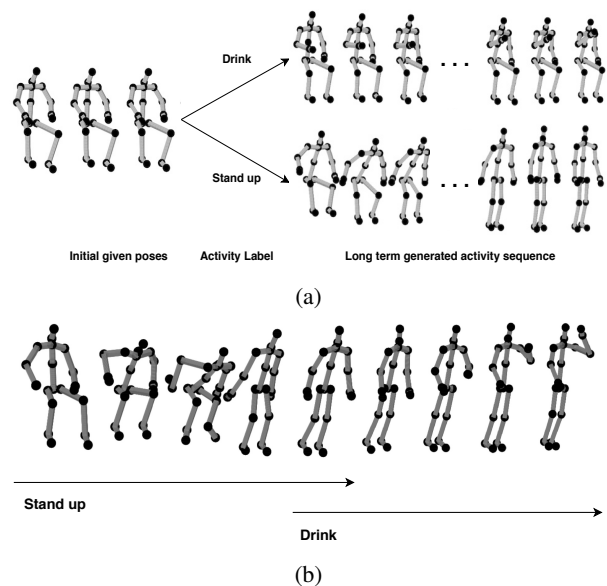 Drink
. . .
Stand up
. . .
Initial given poses Activity Label Long term generated activity sequence
(a)
Stand up
Drink
(b)